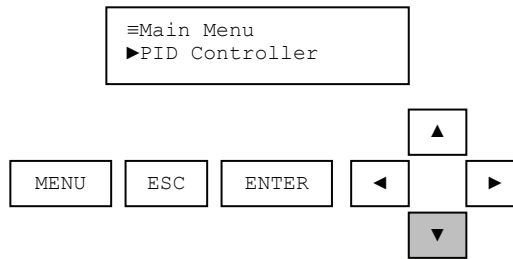 ≡Main Menu
►PID Controller
▲
MENU ESC ENTER ◄ ►
▼